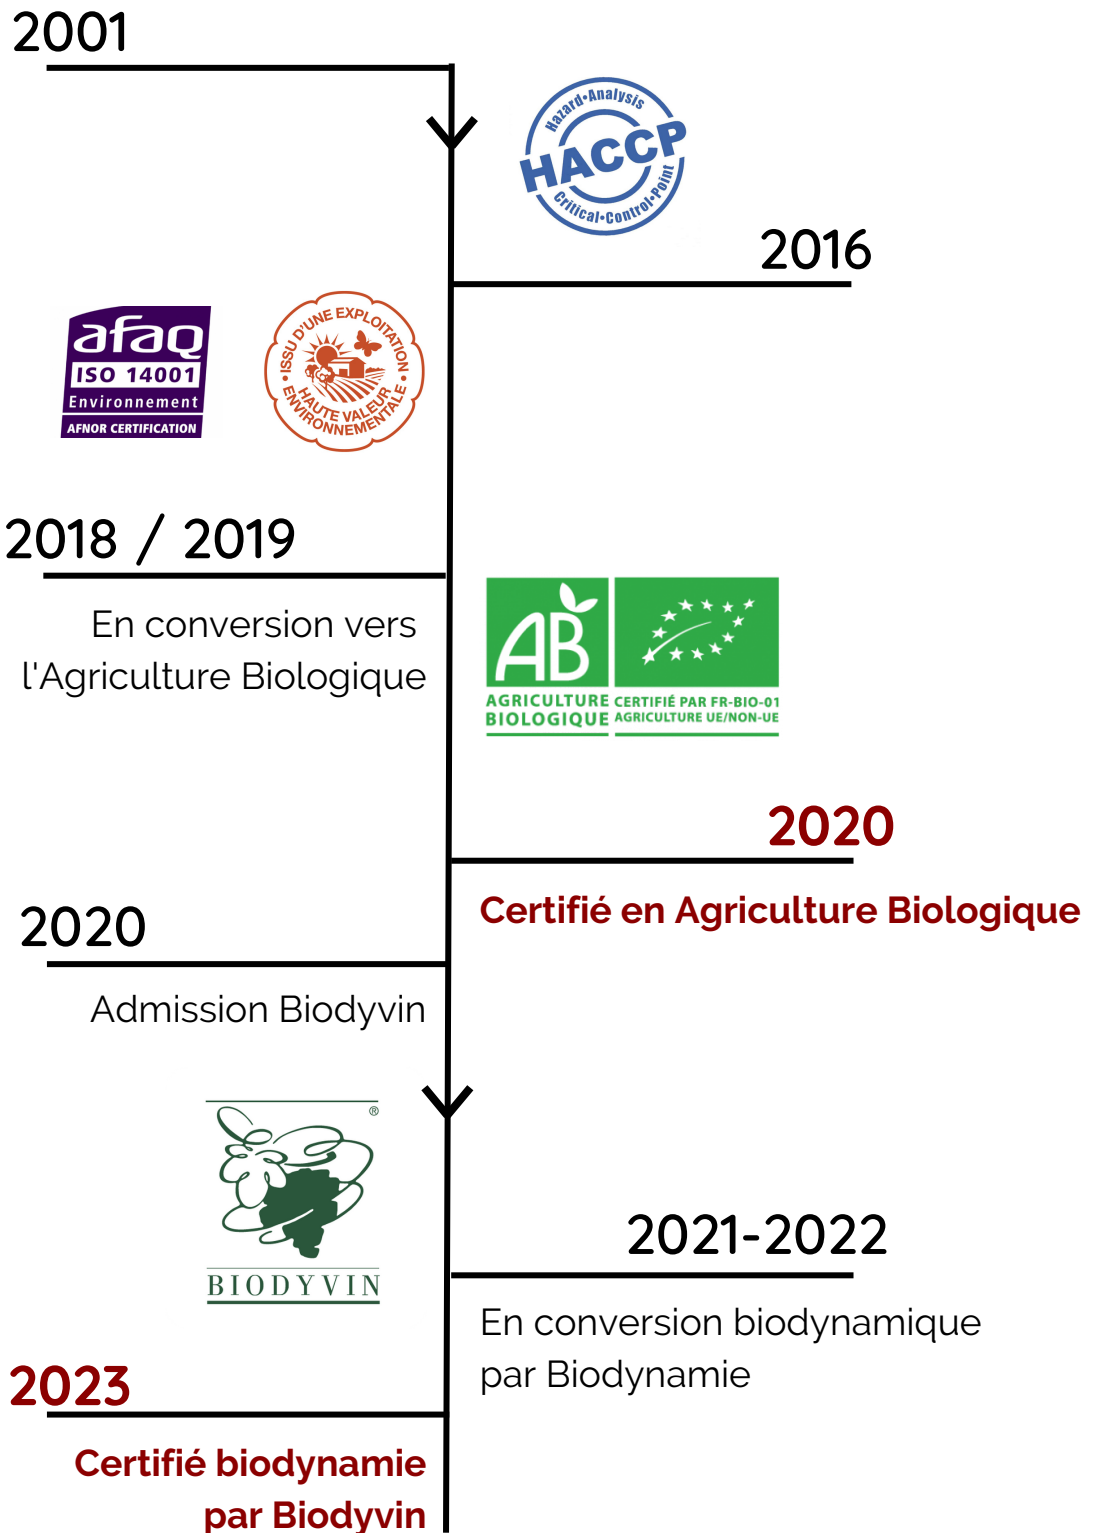 2001
Hazard•Analysis
HACCP
Critical•Control•Point
2016
afaq
ISO 14001
Environnement
AFNOR CERTIFICATION
• ISSU D'UNE EXPLOITATION •
HAUTE VALEUR
ENVIRONNEMENTALE
2018 / 2019
En conversion vers
l'Agriculture Biologique
AB
AGRICULTURE
BIOLOGIQUE
CERTIFIÉ PAR FR-BIO-01
AGRICULTURE UE/NON-UE
2020
Certifié en Agriculture Biologique
2020
Admission Biodyvin
®
BIODYVIN
2021-2022
En conversion biodynamique
par Biodynamie
2023
Certifié biodynamie
par Biodyvin